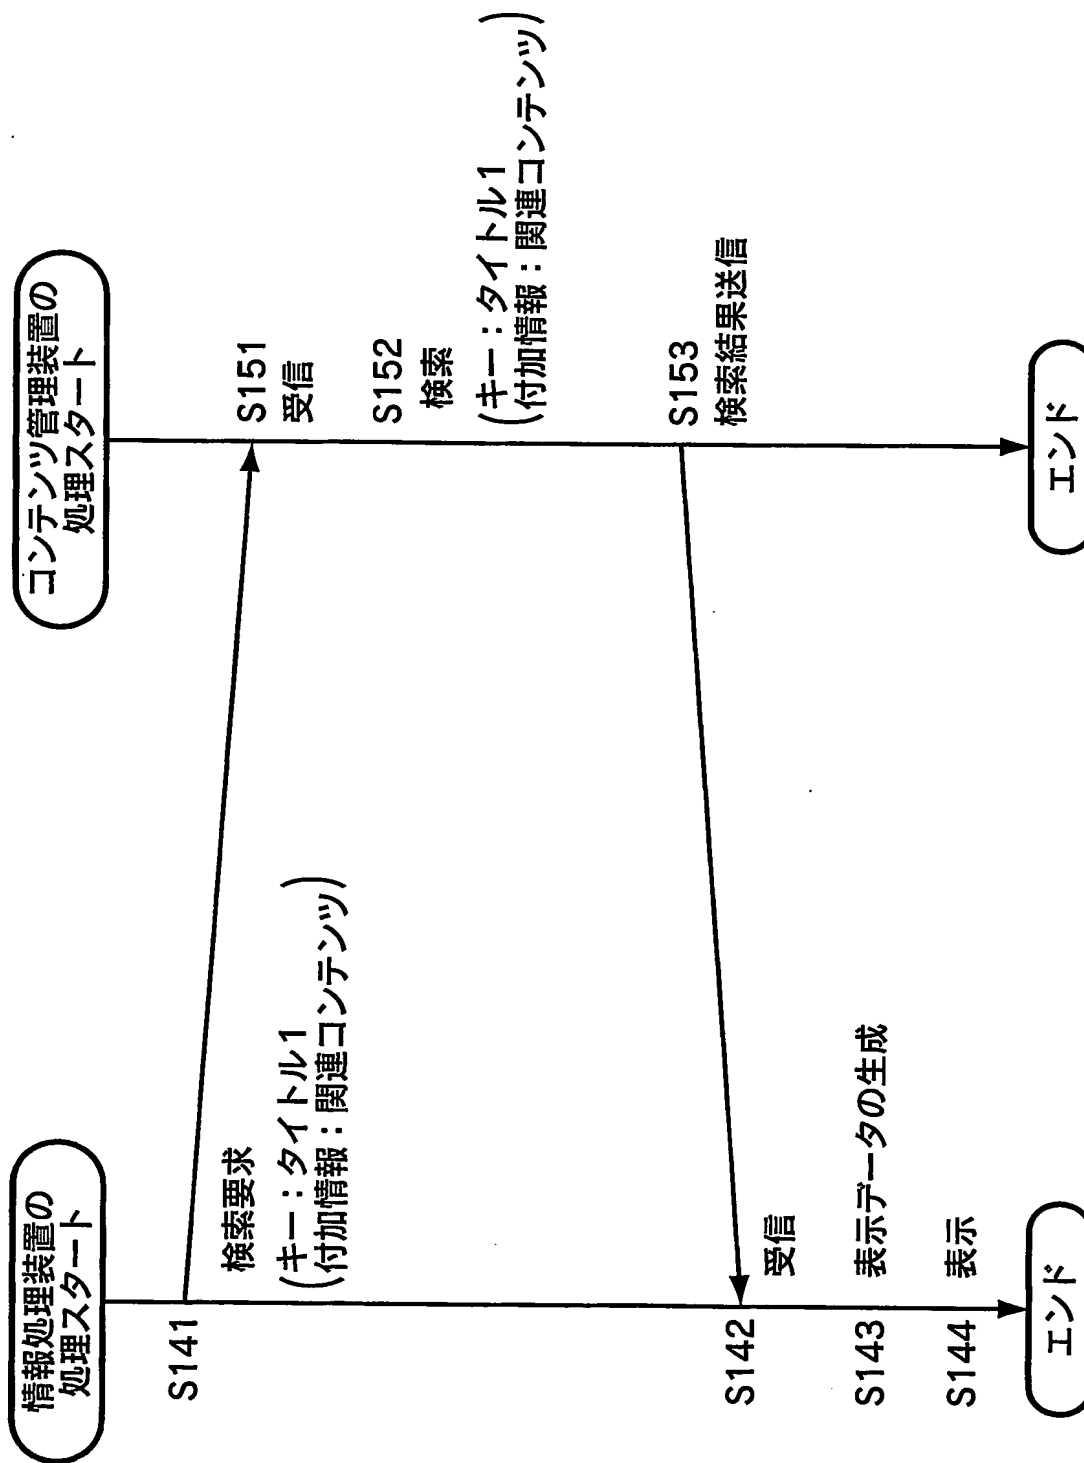 情報処理装置の
処理スタート
S141
検索要求
(キー:タイトル1
付加情報:関連コンテンツ)
S142
受信
S143
表示データの生成
S144
表示
エンド
コンテンツ管理装置の
処理スタート
S151
受信
S152
検索
(キー:タイトル1
付加情報:関連コンテンツ)
S153
検索結果送信
エンド